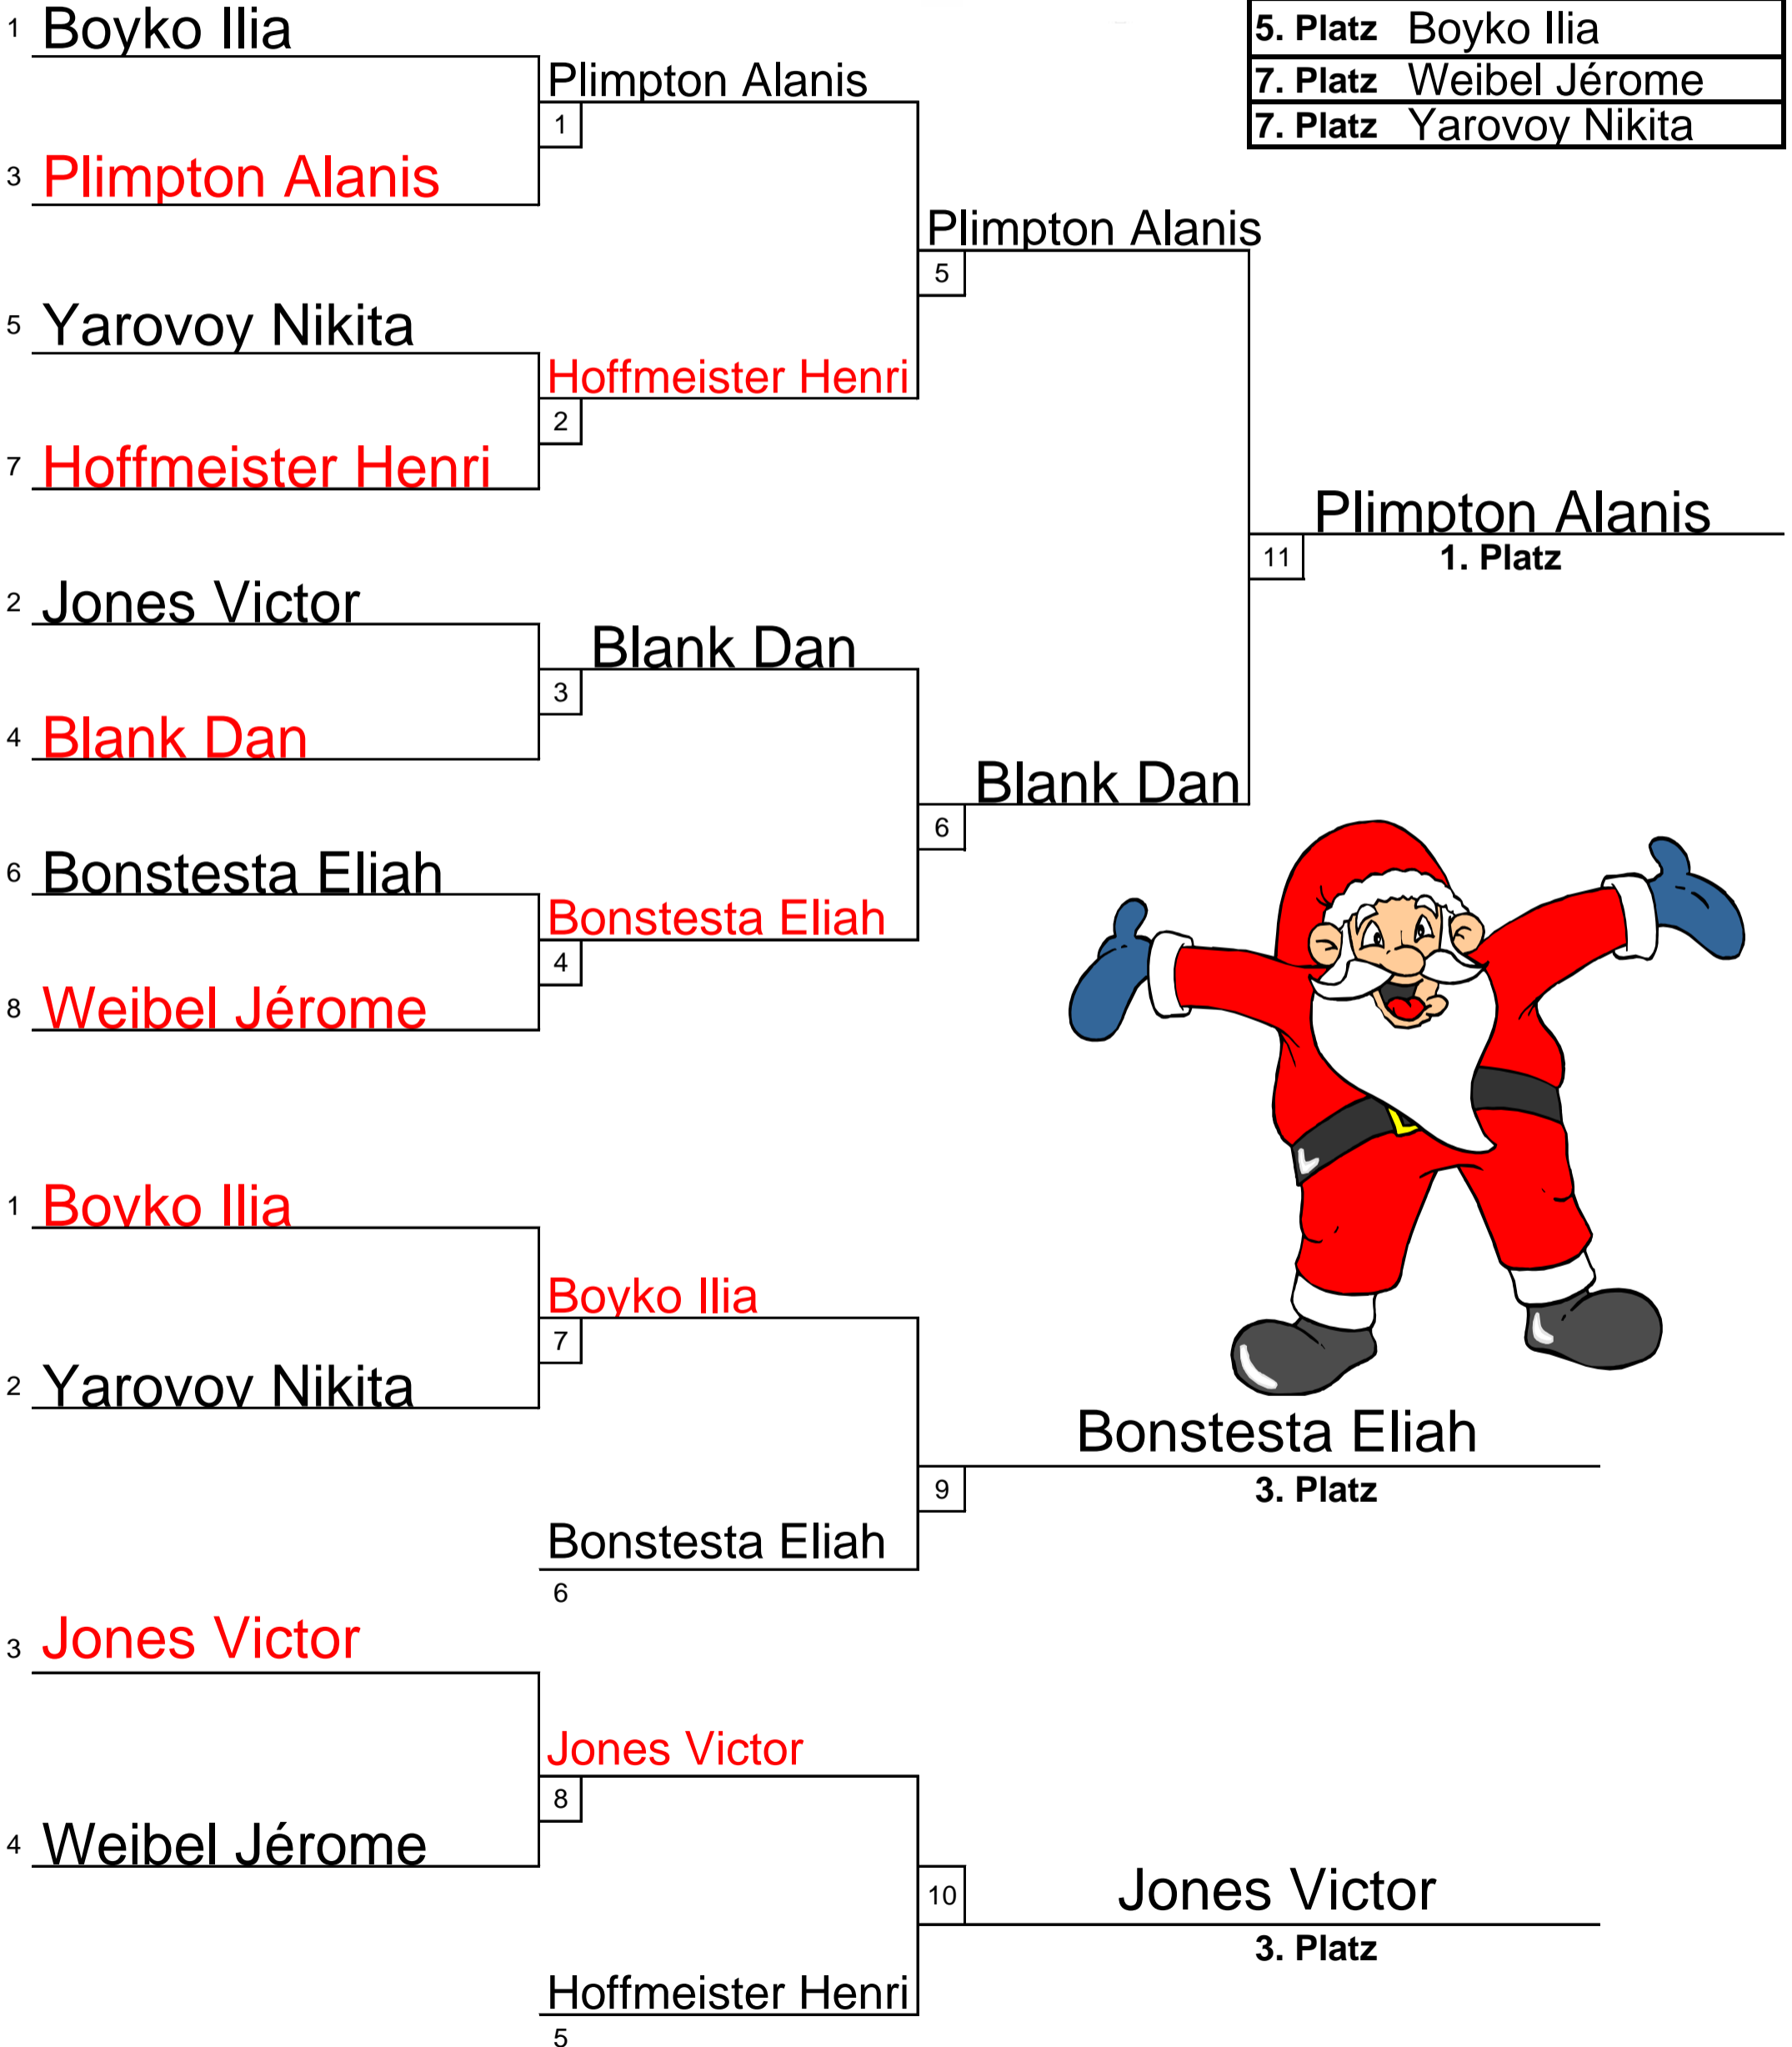 5. Platz Boyko Ilia
7. Platz Weibel Jérome
7. Platz Yarovoy Nikita
1 Boyko Ilia
Plimpton Alanis
1
3 Plimpton Alanis
Plimpton Alanis
5
5 Yarovoy Nikita
Hoffmeister Henri
2
7 Hoffmeister Henri
Plimpton Alanis
11 1. Platz
2 Jones Victor
Blank Dan
3
4 Blank Dan
Blank Dan
6
6 Bonstesta Eliah
Bonstesta Eliah
4
8 Weibel Jérome
1 Boyko Ilia
Boyko Ilia
7
2 Yarovoy Nikita
Bonstesta Eliah
9 3. Platz
Bonstesta Eliah
6
3 Jones Victor
Jones Victor
8
4 Weibel Jérome
10 Jones Victor
3. Platz
Hoffmeister Henri
5